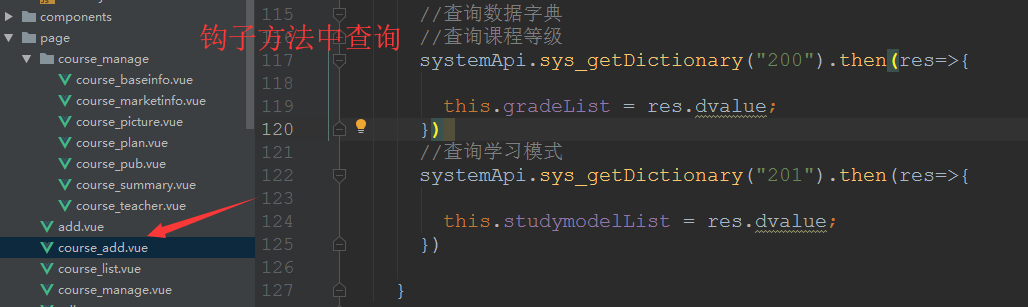 components
page
course_manage
course_baseinfo.vue
course_marketinfo.vue
course_picture.vue
course_plan.vue
course_pub.vue
course_summary.vue
course_teacher.vue
add.vue
course_add.vue
course_list.vue
course_manage.vue
钩子方法中查询
115 //查询数据字典
//查询课程等级
117 systemApi.sys_getDictionary("200").then(res=>{
118
119 this.gradeList = res.dvalue;
120 })
121 //查询学习模式
122 systemApi.sys_getDictionary("201").then(res=>{
123
124 this.studymodelList = res.dvalue;
125 })
126
127 }